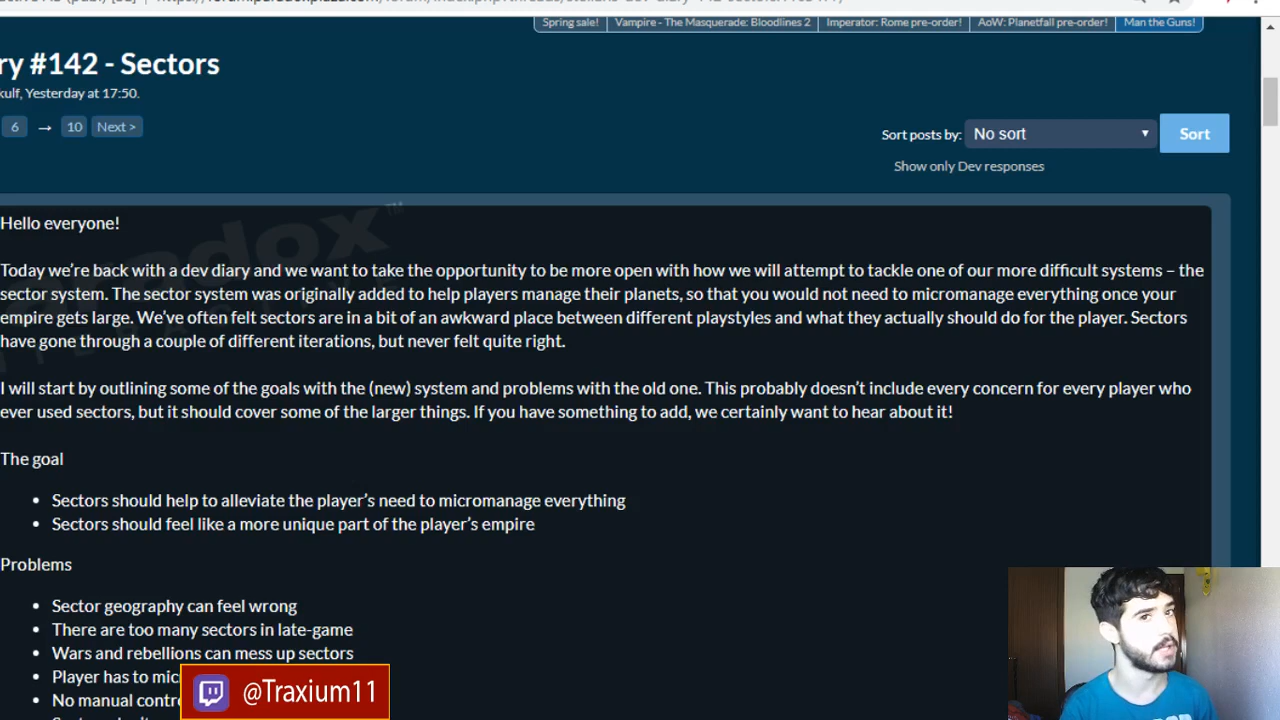 Spring sale! Vampire - The Masquerade: Bloodlines 2 Imperator: Rome pre-order! AoW: Planetfall pre-order! Man the Guns!
ry #142 - Sectors
kulf, Yesterday at 17:50.
6 → 10 Next >
Sort posts by: No sort Sort
Show only Dev responses
Hello everyone!
Today we're back with a dev diary and we want to take the opportunity to be more open with how we will attempt to tackle one of our more difficult systems – the
sector system. The sector system was originally added to help players manage their planets, so that you would not need to micromanage everything once your
empire gets large. We've often felt sectors are in a bit of an awkward place between different playstyles and what they actually should do for the player. Sectors
have gone through a couple of different iterations, but never felt quite right.
I will start by outlining some of the goals with the (new) system and problems with the old one. This probably doesn't include every concern for every player who
ever used sectors, but it should cover some of the larger things. If you have something to add, we certainly want to hear about it!
The goal
• Sectors should help to alleviate the player's need to micromanage everything
• Sectors should feel like a more unique part of the player's empire
Problems
• Sector geography can feel wrong
• There are too many sectors in late-game
• Wars and rebellions can mess up sectors
• Player has to mic
• No manual contr
@Traxium11